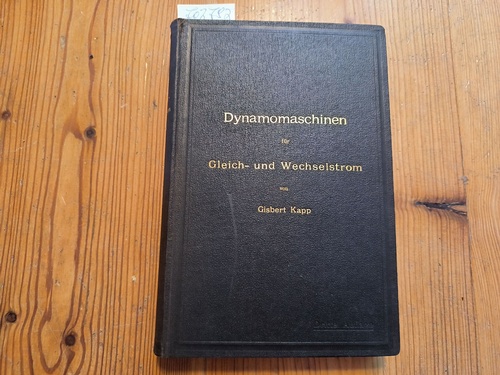 Dynamomaschinen
für
Gleich- und Wechselstrom
von
Gisbert Kapp